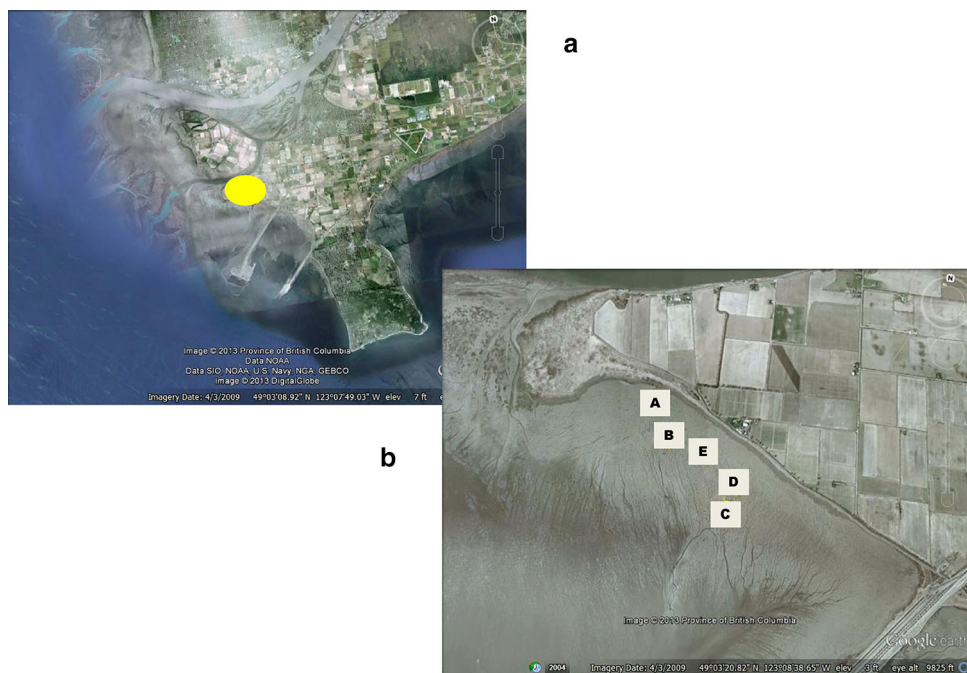 N
a
Image © 2013 Province of British Columbia
Data NOAA
Data SIO, NOAA, U.S. Navy, NGA, GEBCO
Image © 2013 DigitalGlobe
Imagery Date: 4/3/2009 49°03'08.92" N 123°07'49.03" W elev 7 ft
b
N
A
B
E
D
C
Image © 2013 Province of British Columbia
Google earth
2004 Imagery Date: 4/3/2009 49°03'20.82" N 123°08'38.65" W elev 3 ft eye alt 9825 ft